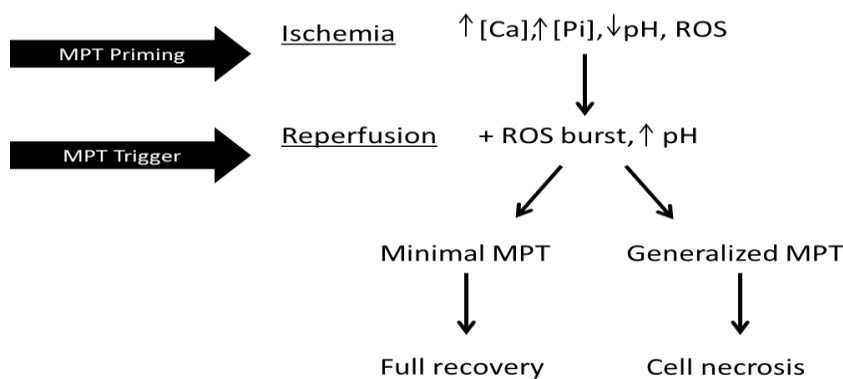 MPT Priming
Ischemia ↑[Ca],↑[Pi],↓pH, ROS
MPT Trigger
Reperfusion + ROS burst,↑ pH
Minimal MPT Generalized MPT
Full recovery Cell necrosis